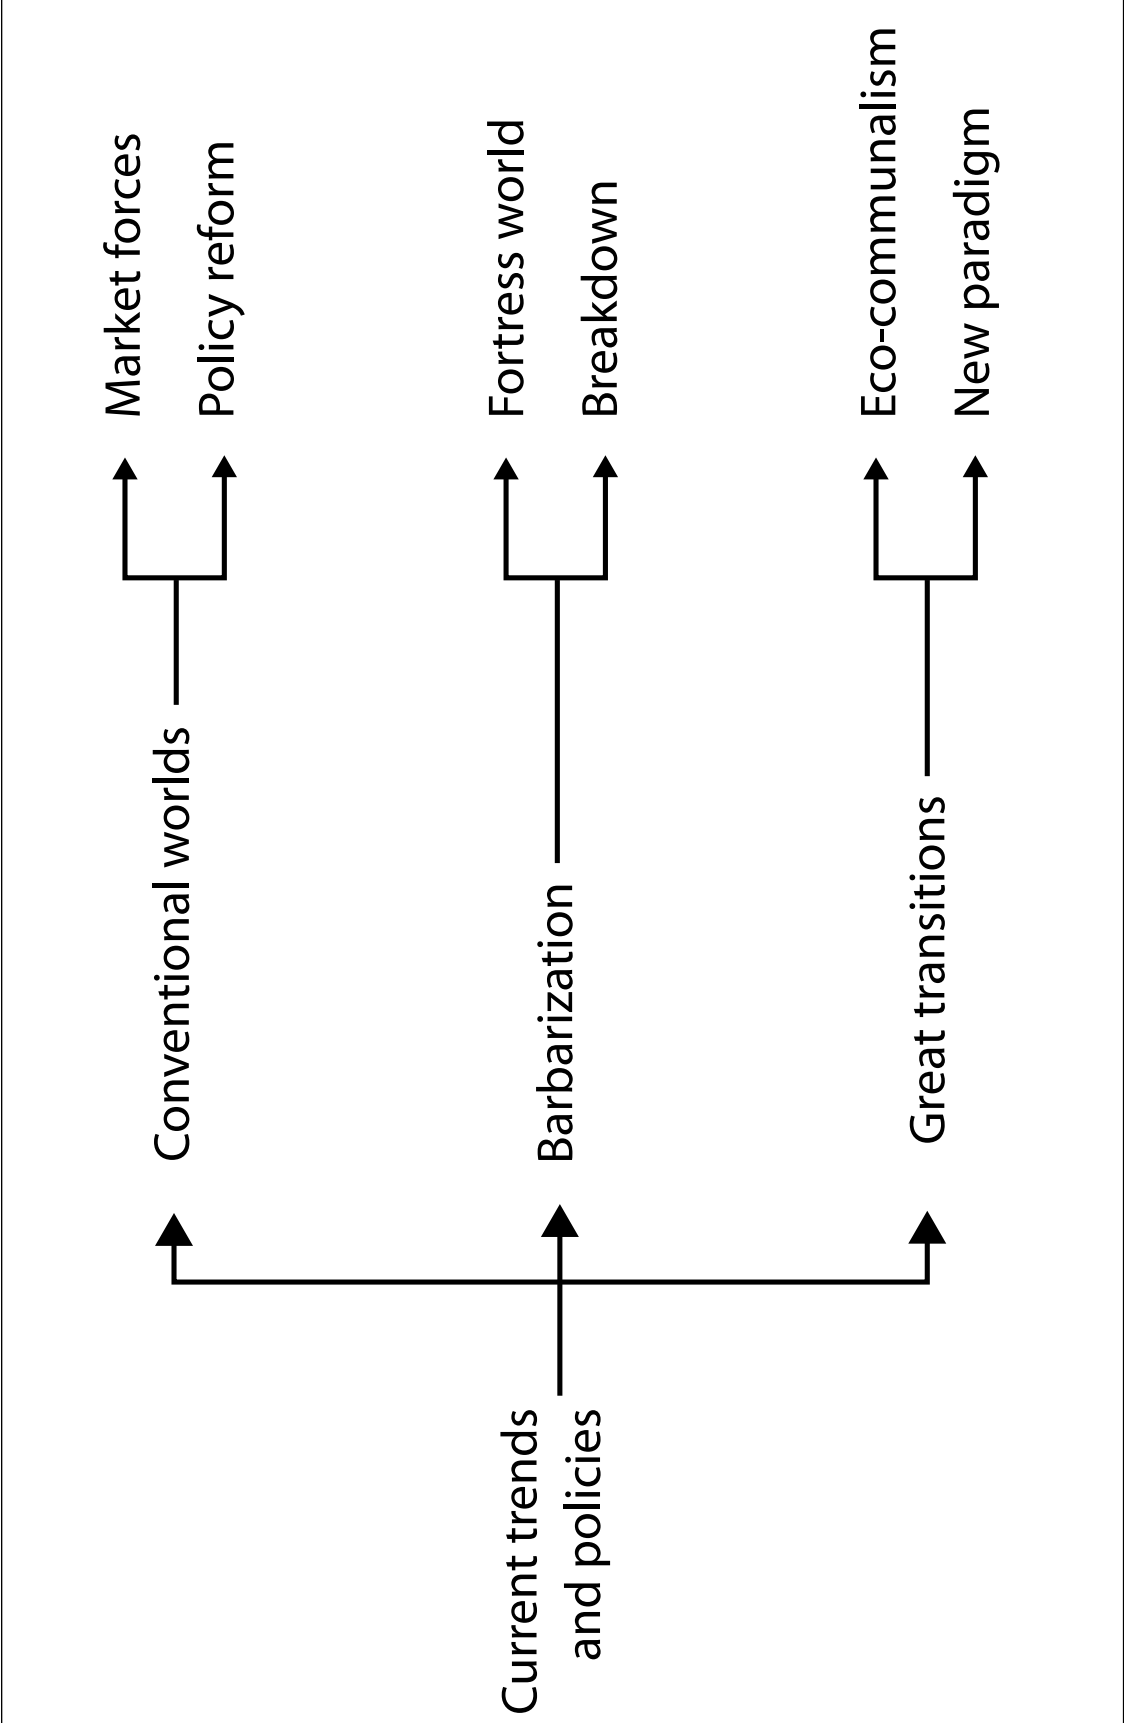 Current trends
and policies
Conventional worlds
Market forces
Policy reform
Barbarization
Fortress world
Breakdown
Great transitions
Eco-communalism
New paradigm